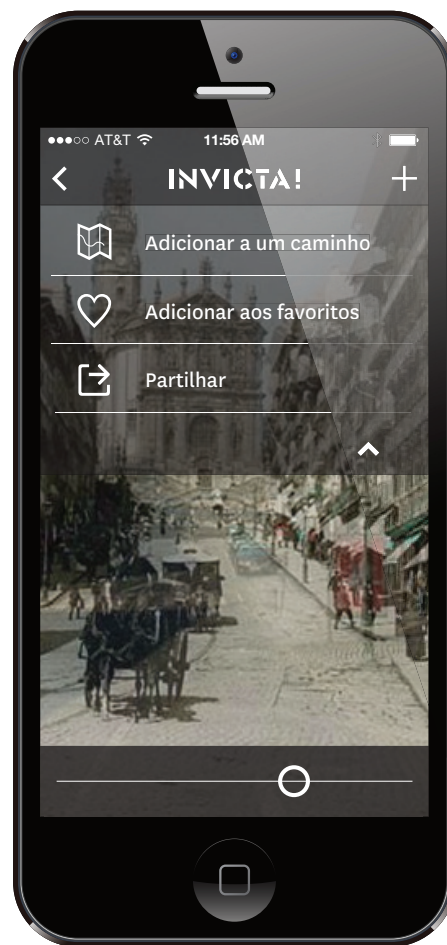 AT&T 11:56 AM
INVICTA!
Adicionar a um caminho
Adicionar aos favoritos
Partilhar